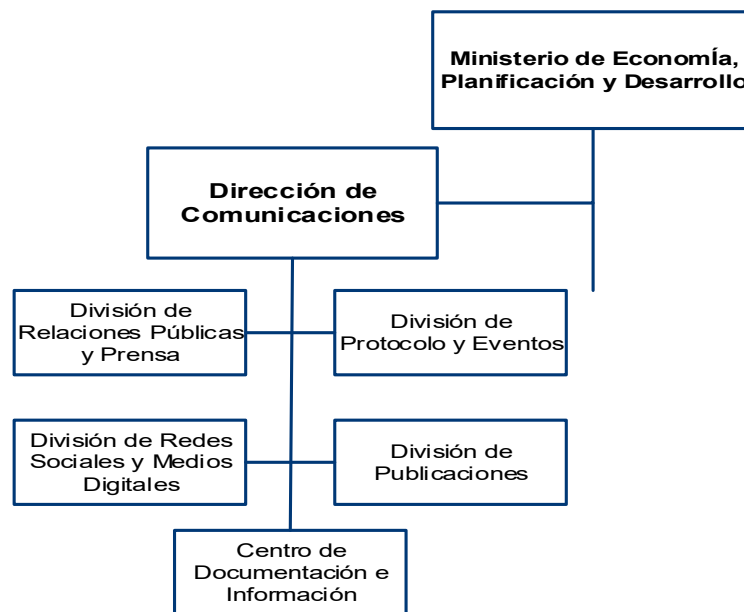 Ministerio de EconomÍa,
Planificación y Desarrollo
Dirección de
Comunicaciones
División de
Relaciones Públicas
y Prensa
División de
Protocolo y Eventos
División de Redes
Sociales y Medios
Digitales
División de
Publicaciones
Centro de
Documentación e
Información